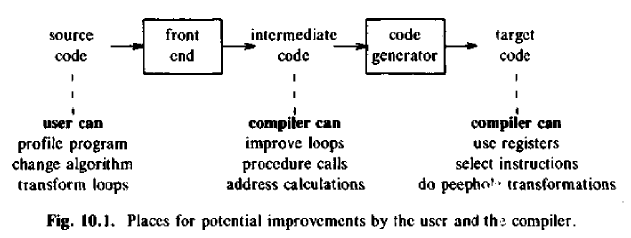 source front intermediate code target
code end code generator code
user can compiler can compiler can
profile program improve loops use registers
change algorithm procedure calls select instructions
transform loops address calculations do peephole transformations
Fig. 10.1. Places for potential improvements by the user and the compiler.